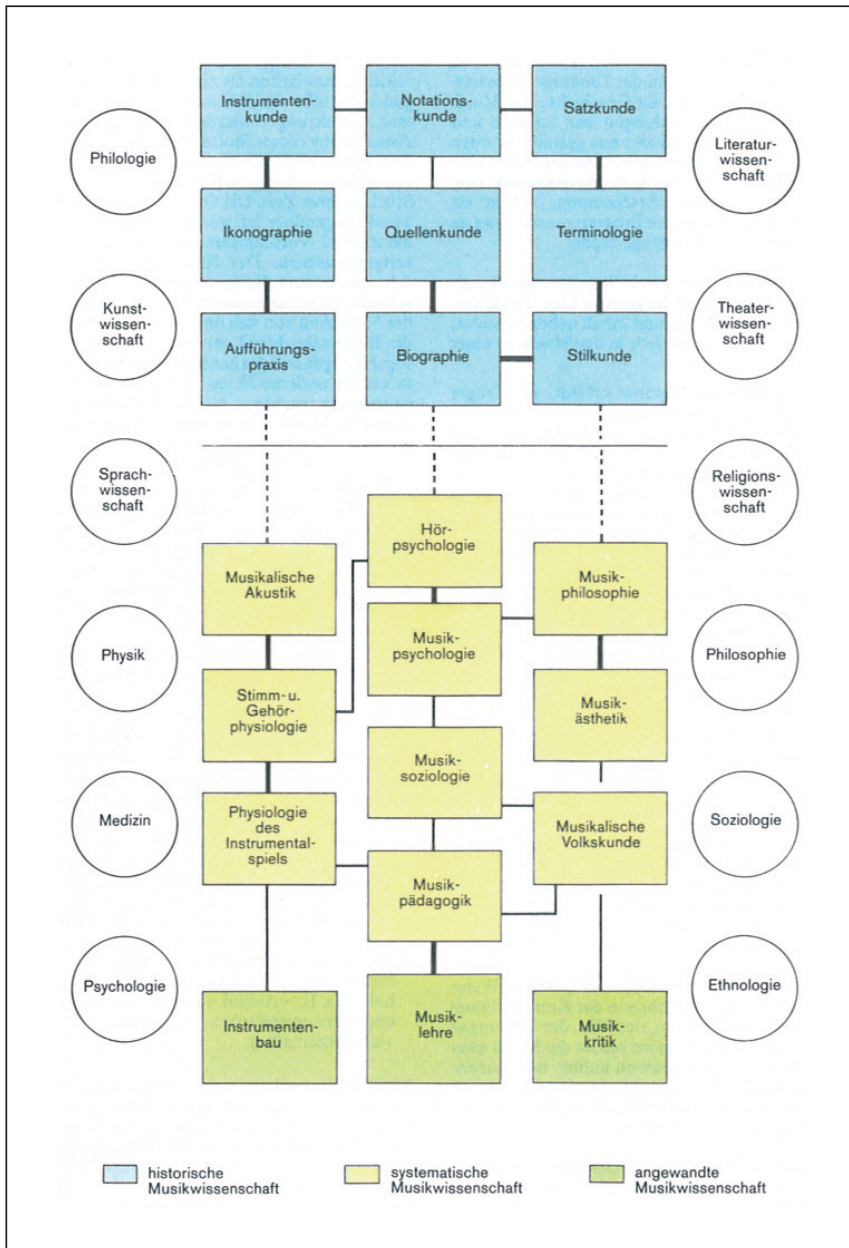 Instrumenten-
kunde
Notations-
kunde
Satzkunde
Philologie
Literatur-
wissen-
schaft
Ikonographie
Quellenkunde
Terminologie
Kunst-
wissen-
schaft
Theater-
wissen-
schaft
Aufführungs-
praxis
Biographie
Stilkunde
Sprach-
wissen-
schaft
Religions-
wissen-
schaft
Hör-
psychologie
Musikalische
Akustik
Musik-
philosophie
Physik
Musik-
psychologie
Philosophie
Stimm- u.
Gehör-
physiologie
Musik-
ästhetik
Musik-
soziologie
Medizin
Physiologie
des
Instrumental-
spiels
Musikalische
Volkskunde
Soziologie
Musik-
pädagogik
Psychologie
Ethnologie
Instrumenten-
bau
Musik-
lehre
Musik-
kritik
historische
Musikwissenschaft
systematische
Musikwissenschaft
angewandte
Musikwissenschaft